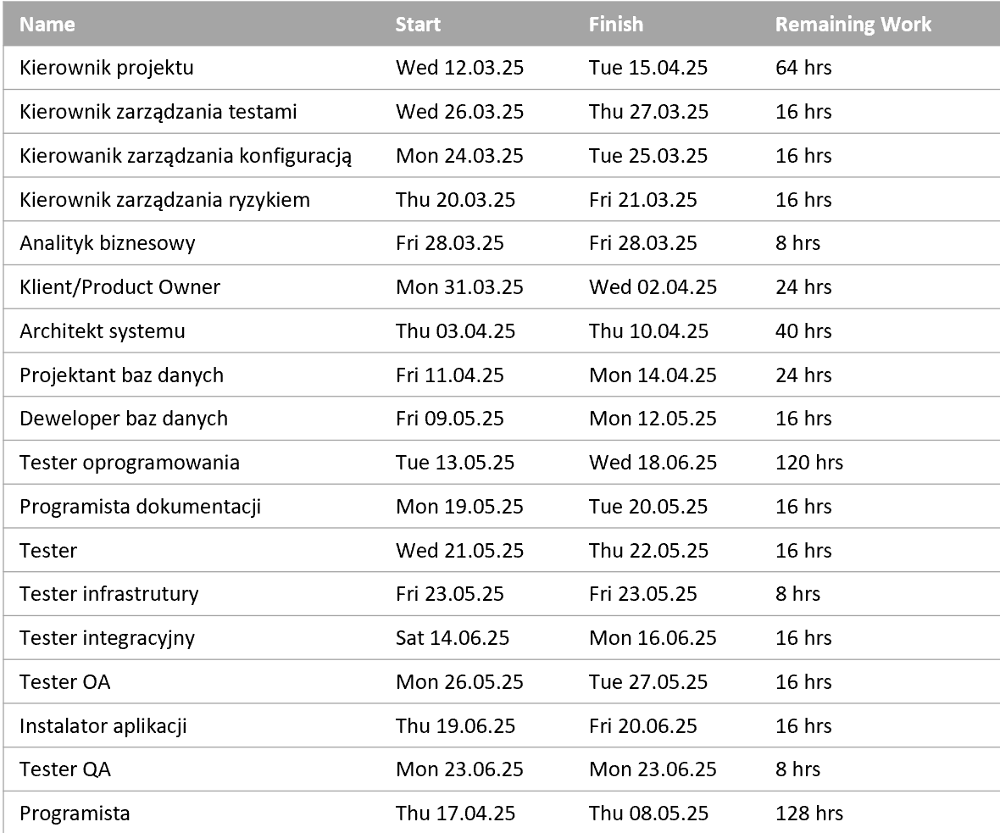 Name Start Finish Remaining Work
Kierownik projektu Wed 12.03.25 Tue 15.04.25 64 hrs
Kierownik zarządzania testami Wed 26.03.25 Thu 27.03.25 16 hrs
Kierowanik zarządzania konfiguracją Mon 24.03.25 Tue 25.03.25 16 hrs
Kierownik zarządzania ryzykiem Thu 20.03.25 Fri 21.03.25 16 hrs
Analityk biznesowy Fri 28.03.25 Fri 28.03.25 8 hrs
Klient/Product Owner Mon 31.03.25 Wed 02.04.25 24 hrs
Architekt systemu Thu 03.04.25 Thu 10.04.25 40 hrs
Projektant baz danych Fri 11.04.25 Mon 14.04.25 24 hrs
Deweloper baz danych Fri 09.05.25 Mon 12.05.25 16 hrs
Tester oprogramowania Tue 13.05.25 Wed 18.06.25 120 hrs
Programista dokumentacji Mon 19.05.25 Tue 20.05.25 16 hrs
Tester Wed 21.05.25 Thu 22.05.25 16 hrs
Tester infrastrutury Fri 23.05.25 Fri 23.05.25 8 hrs
Tester integracyjny Sat 14.06.25 Mon 16.06.25 16 hrs
Tester OA Mon 26.05.25 Tue 27.05.25 16 hrs
Instalator aplikacji Thu 19.06.25 Fri 20.06.25 16 hrs
Tester QA Mon 23.06.25 Mon 23.06.25 8 hrs
Programista Thu 17.04.25 Thu 08.05.25 128 hrs